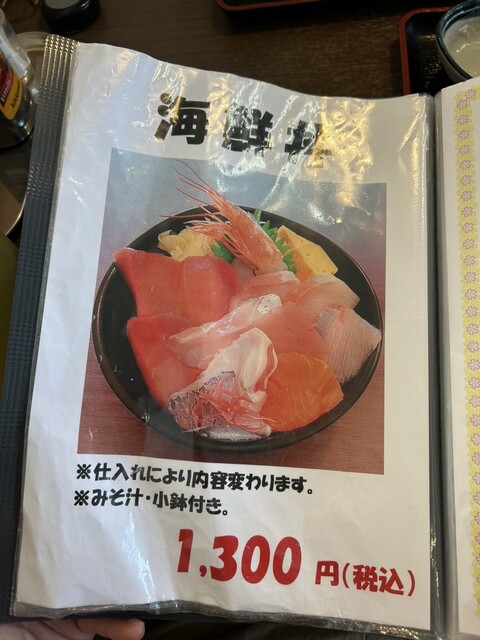 海鮮丼
※仕入れにより内容変わります。
※みそ汁・小鉢付き。
1,300 円(税込)